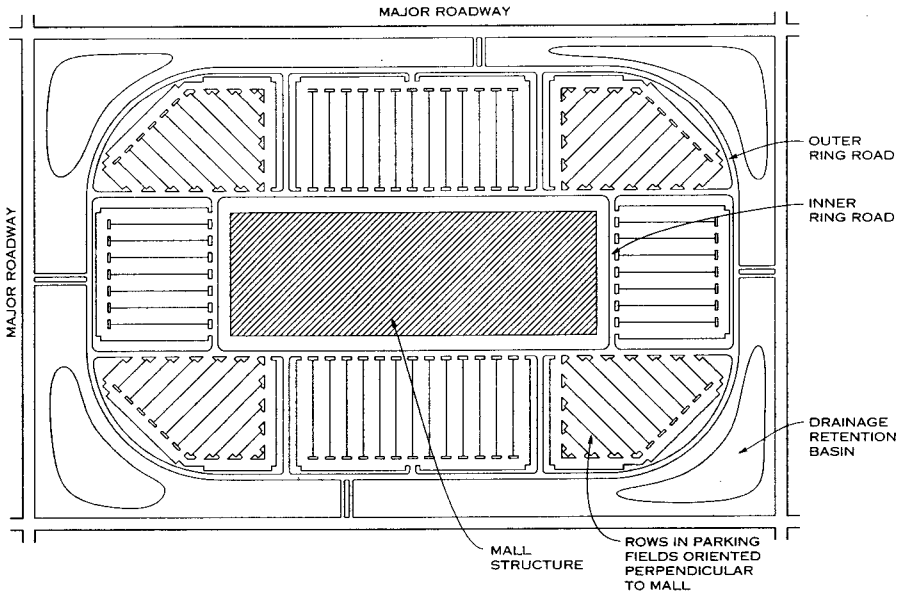 MAJOR ROADWAY
OUTER
RING ROAD
INNER
RING ROAD
MAJOR ROADWAY
DRAINAGE
RETENTION
BASIN
MALL
STRUCTURE
ROWS IN PARKING
FIELDS ORIENTED
PERPENDICULAR
TO MALL